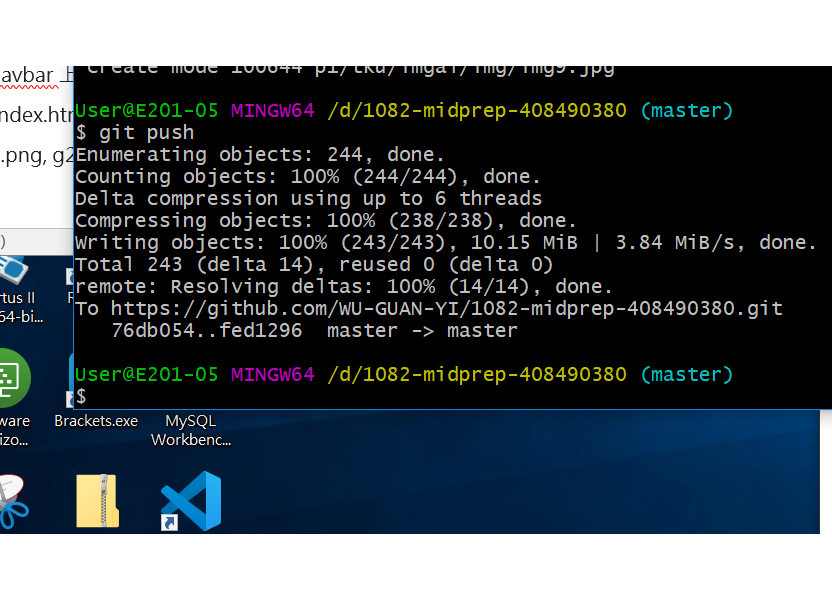 create mode 100644 p1/tku/imgaf/img/img9.jpg
avbar 上
User@E201-05 MINGW64 /d/1082-midprep-408490380 (master)
ndex.htm
$ git push
Enumerating objects: 244, done.
.png, g2
Counting objects: 100% (244/244), done.
Delta compression using up to 6 threads
Compressing objects: 100% (238/238), done.
)
Writing objects: 100% (243/243), 10.15 MiB | 3.84 MiB/s, done.
Total 243 (delta 14), reused 0 (delta 0)
remote: Resolving deltas: 100% (14/14), done.
To https://github.com/WU-GUAN-YI/1082-midprep-408490380.git
76db054..fed1296 master -> master
User@E201-05 MINGW64 /d/1082-midprep-408490380 (master)
$
rtus II
64-bi...
ware
izo...
Brackets.exe
MySQL
Workbenc...